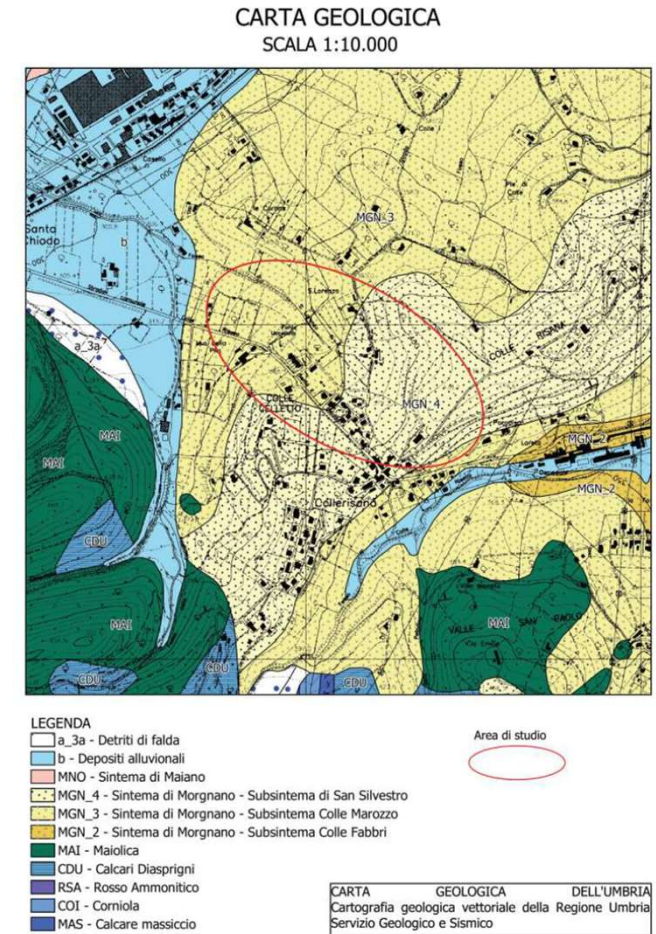 CARTA GEOLOGICA
SCALA 1:10.000
Casello
MGN_3
Santa
Chiodo
b
S.Lorenzo
a_3a
COLLE RISANA
MGN_4
MAI
MGN_2
MAI
MGN_2
CDU
Collerisana
MAI
VALLE SAN PAOLO
MAI
CDU
CDU
CDU
LEGENDA
a_3a - Detriti di falda
b - Depositi alluvionali
MNO - Sintema di Maiano
MGN_4 - Sintema di Morgnano - Subsintema di San Silvestro
MGN_3 - Sintema di Morgnano - Subsintema Colle Marozzo
MGN_2 - Sintema di Morgnano - Subsintema Colle Fabbri
MAI - Maiolica
CDU - Calcari Diasprigni
RSA - Rosso Ammonitico
COI - Corniola
MAS - Calcare massiccio
Area di studio
CARTA GEOLOGICA DELL'UMBRIA
Cartografia geologica vettoriale della Regione Umbria
Servizio Geologico e Sismico